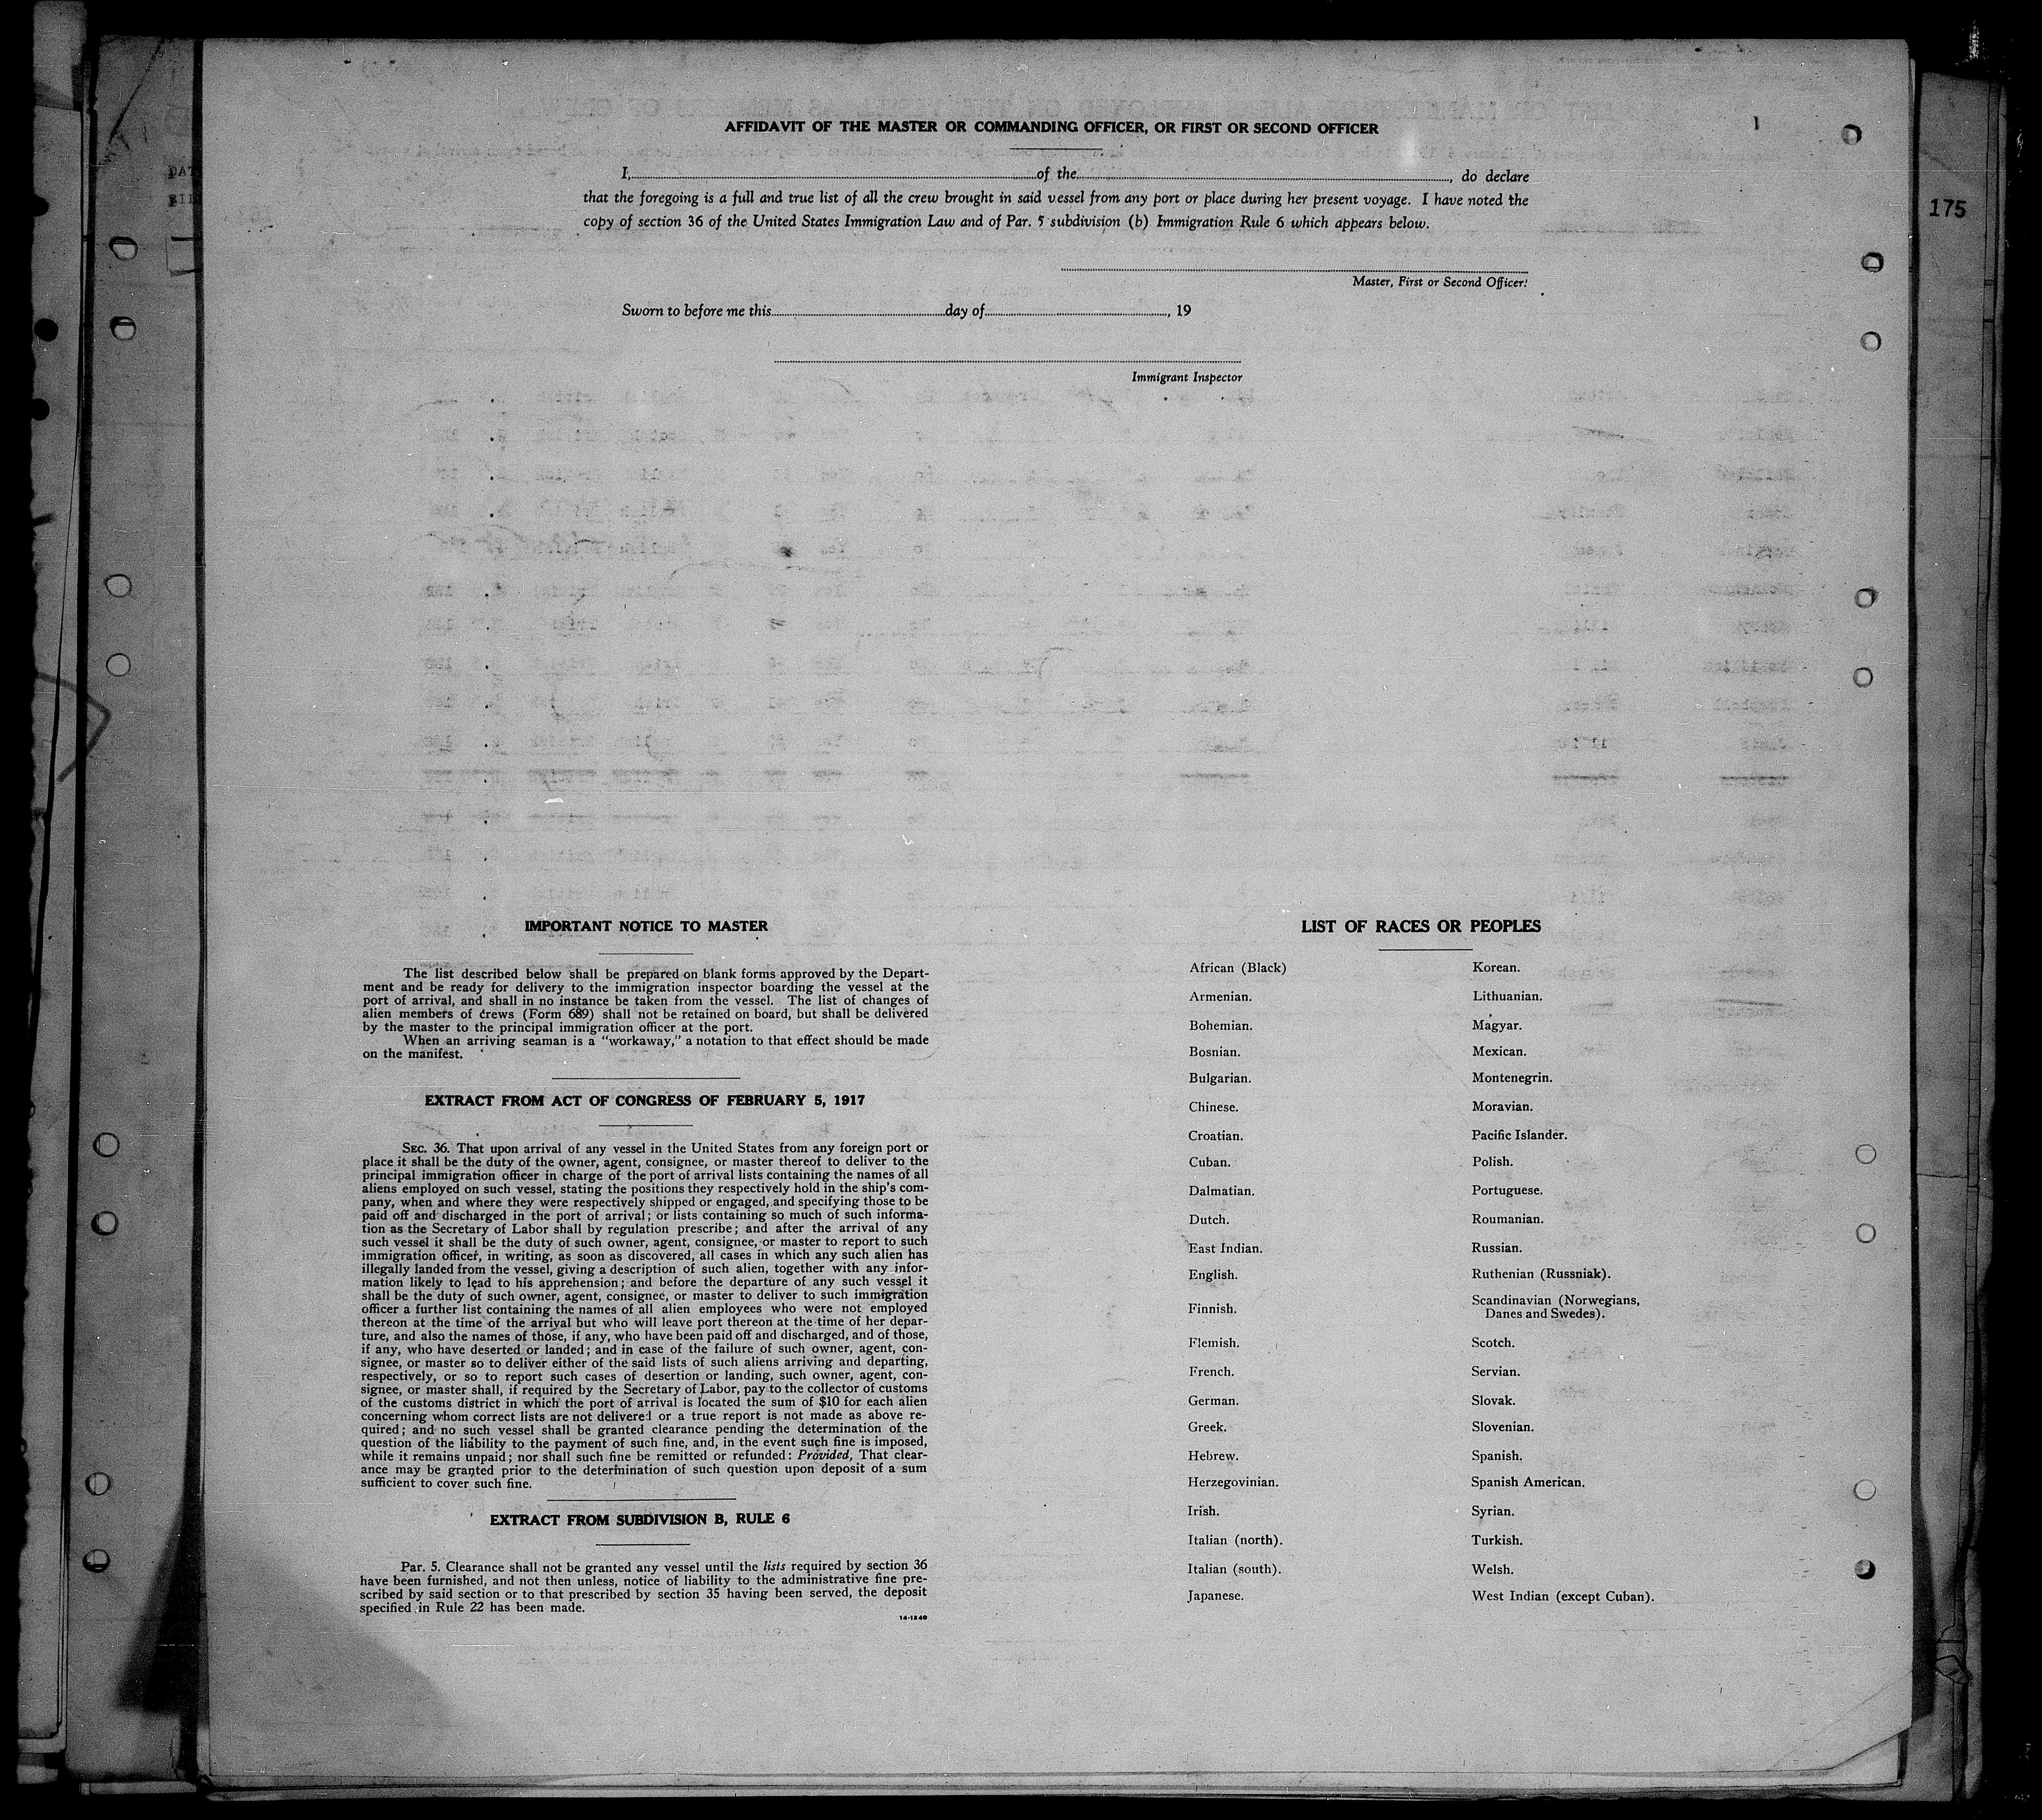 AFFIDAVIT OF THE MASTER OR COMMANDING OFFICER, OR FIRST OR SECOND OFFICER
I, of the , do declare
that the foregoing is a full and true list of all the crew brought in said vessel from any port or place during her present voyage. I have noted the
copy of section 36 of the United States Immigration Law and of Par. 5 subdivision (b) Immigration Rule 6 which appears below.
Master, First or Second Officer.
Sworn to before me this day of , 19
Immigrant Inspector
175
IMPORTANT NOTICE TO MASTER
The list described below shall be prepared on blank forms approved by the Depart-
ment and be ready for delivery to the immigration inspector boarding the vessel at the
port of arrival, and shall in no instance be taken from the vessel. The list of changes of
alien members of crews (Form 689) shall not be retained on board, but shall be delivered
by the master to the principal immigration officer at the port.
When an arriving seaman is a "workaway," a notation to that effect should be made
on the manifest.
EXTRACT FROM ACT OF CONGRESS OF FEBRUARY 5, 1917
SEC. 36. That upon arrival of any vessel in the United States from any foreign port or
place it shall be the duty of the owner, agent, consignee, or master thereof to deliver to the
principal immigration officer in charge of the port of arrival lists containing the names of all
aliens employed on such vessel, stating the positions they respectively hold in the ship's com-
pany, when and where they were respectively shipped or engaged, and specifying those to be
paid off and discharged in the port of arrival; or lists containing so much of such informa-
tion as the Secretary of Labor shall by regulation prescribe; and after the arrival of any
such vessel it shall be the duty of such owner, agent, consignee, or master to report to such
immigration officer, in writing, as soon as discovered, all cases in which any such alien has
illegally landed from the vessel, giving a description of such alien, together with any infor-
mation likely to lead to his apprehension; and before the departure of any such vessel it
shall be the duty of such owner, agent, consignee, or master to deliver to such immigration
officer a further list containing the names of all alien employees who were not employed
thereon at the time of the arrival but who will leave port thereon at the time of her depar-
ture, and also the names of those, if any, who have been paid off and discharged, and of those,
if any, who have deserted or landed; and in case of the failure of such owner, agent, con-
signee, or master so to deliver either of the said lists of such aliens arriving and departing,
respectively, or so to report such cases of desertion or landing, such owner, agent, con-
signee, or master shall, if required by the Secretary of Labor, pay to the collector of customs
of the customs district in which the port of arrival is located the sum of $10 for each alien
concerning whom correct lists are not delivered or a true report is not made as above re-
quired; and no such vessel shall be granted clearance pending the determination of the
question of the liability to the payment of such fine, and, in the event such fine is imposed,
while it remains unpaid; nor shall such fine be remitted or refunded: Provided, That clear-
ance may be granted prior to the determination of such question upon deposit of a sum
sufficient to cover such fine.
EXTRACT FROM SUBDIVISION B, RULE 6
Par. 5. Clearance shall not be granted any vessel until the lists required by section 36
have been furnished, and not then unless, notice of liability to the administrative fine pre-
scribed by said section or to that prescribed by section 35 having been served, the deposit
specified in Rule 22 has been made.
14-1240
LIST OF RACES OR PEOPLES
African (Black)
Armenian.
Bohemian.
Bosnian.
Bulgarian.
Chinese.
Croatian.
Cuban.
Dalmatian.
Dutch.
East Indian.
English.
Finnish.
Flemish.
French.
German.
Greek.
Hebrew.
Herzegovinian.
Irish.
Italian (north).
Italian (south).
Japanese.
Korean.
Lithuanian.
Magyar.
Mexican.
Montenegrin.
Moravian.
Pacific Islander.
Polish.
Portuguese.
Roumanian.
Russian.
Ruthenian (Russniak).
Scandinavian (Norwegians,
Danes and Swedes).
Scotch.
Servian.
Slovak.
Slovenian.
Spanish.
Spanish American.
Syrian.
Turkish.
Welsh.
West Indian (except Cuban).